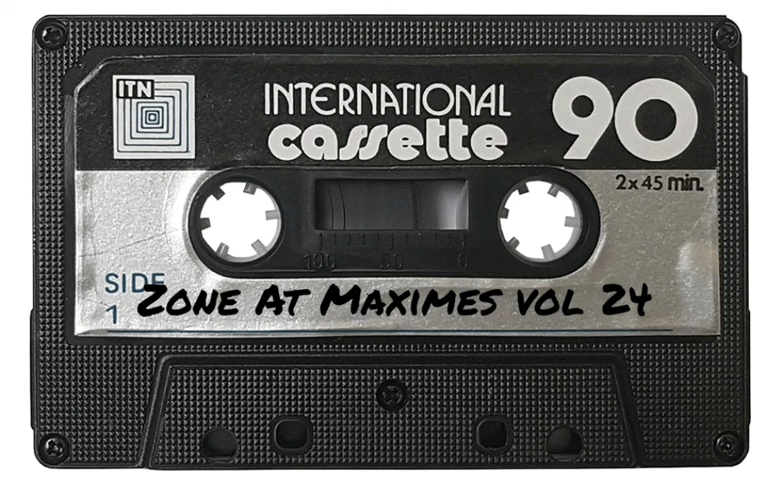 ITN
INTERNATIONAL
cassette
90
2x45 min.
SIDE
1
Zone At Maximes vol 24
100 50 0